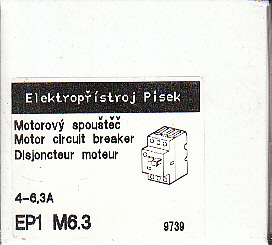 Elektropřístroj Písek
Motorový spouštěč
Motor circuit breaker
Disjoncteur moteur
4-6,3A
EP1 M6.3
9739